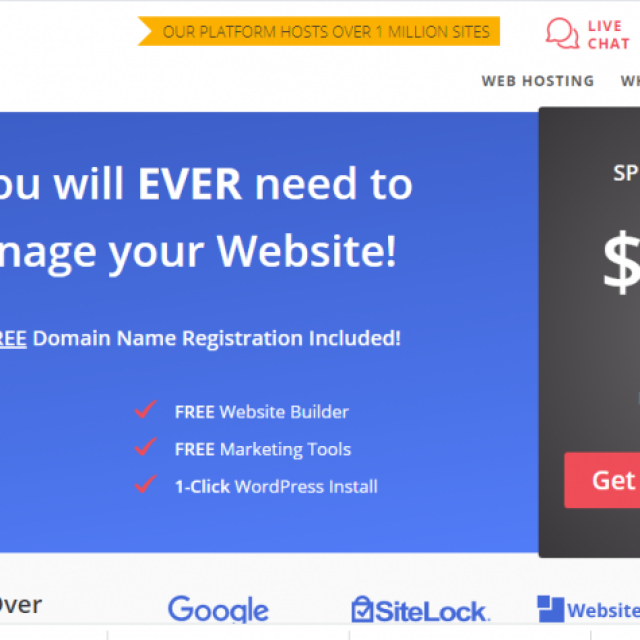 OUR PLATFORM HOSTS OVER 1 MILLION SITES
LIVE
CHAT
WEB HOSTING
ou will EVER need to
nage your Website!
REE Domain Name Registration Included!
FREE Website Builder
FREE Marketing Tools
1-Click WordPress Install
SP
$
Get
Over
Google
SiteLock
Website